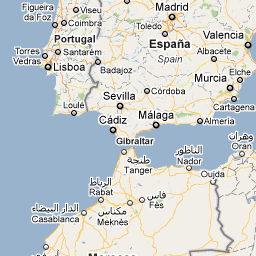 Figueira
da Foz
Viseu
Coimbra
Madrid
Torres
Vedras
Santarém
Portugal
Toledo
España
Valencia
Albacete
Lisboa
Badajoz
Elche
Murcia
Córdoba
Sevilla
Cartagena
Loulé
Cádiz
Málaga
Almería
Gibraltar
طنجة
Tanger
الناظور
Nador
وهران
Oran
Oujda
الرباط
Rabat
فاس
Fès
الدار البيضاء
Casablanca
مكناس
Meknès